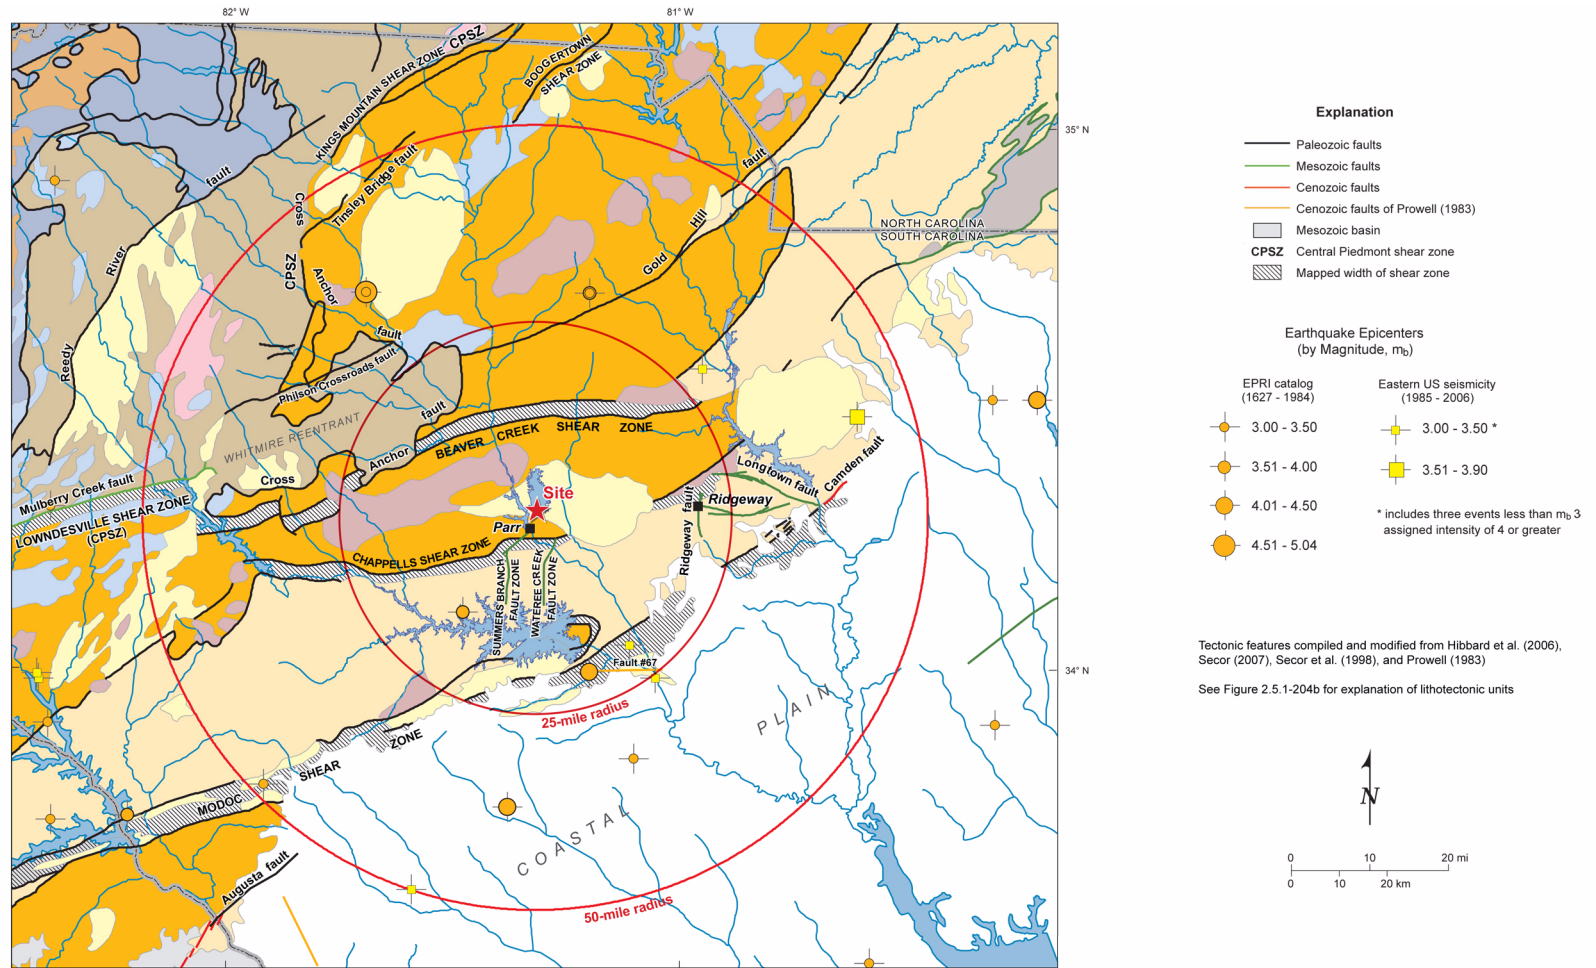 82° W
81° W
KINGS MOUNTAIN SHEAR ZONE CPSZ
BOOGERTOWN
SHEAR ZONE
35° N
fault
Tinsley Bridge fault
Cross
Anchor
fault
CPSZ
fault
Gold
Hill
NORTH CAROLINA
SOUTH CAROLINA
River
Reedy
Philson Crossroads fault
WHITMIRE REENTRANT
fault
Anchor
Cross
BEAVER CREEK SHEAR ZONE
Mulberry Creek fault
LOWNDESVILLE SHEAR ZONE
(CPSZ)
Longtown fault
Camden fault
Ridgeway
Ridgeway fault
Site
Parr
CHAPPELLS SHEAR ZONE
SUMMERS BRANCH
FAULT ZONE
WATEREE CREEK
FAULT ZONE
Fault #67
34° N
25-mile radius
MODOC
SHEAR
ZONE
COASTAL
PLAIN
Augusta fault
50-mile radius
Explanation
Paleozoic faults
Mesozoic faults
Cenozoic faults
Cenozoic faults of Prowell (1983)
Mesozoic basin
CPSZ Central Piedmont shear zone
Mapped width of shear zone
Earthquake Epicenters
(by Magnitude, mb)
EPRI catalog
(1627 - 1984)
3.00 - 3.50
3.51 - 4.00
4.01 - 4.50
4.51 - 5.04
Eastern US seismicity
(1985 - 2006)
3.00 - 3.50 *
3.51 - 3.90
* includes three events less than mb 3
assigned intensity of 4 or greater
Tectonic features compiled and modified from Hibbard et al. (2006),
Secor (2007), Secor et al. (1998), and Prowell (1983)
See Figure 2.5.1-204b for explanation of lithotectonic units
N
0 10 20 mi
0 10 20 km